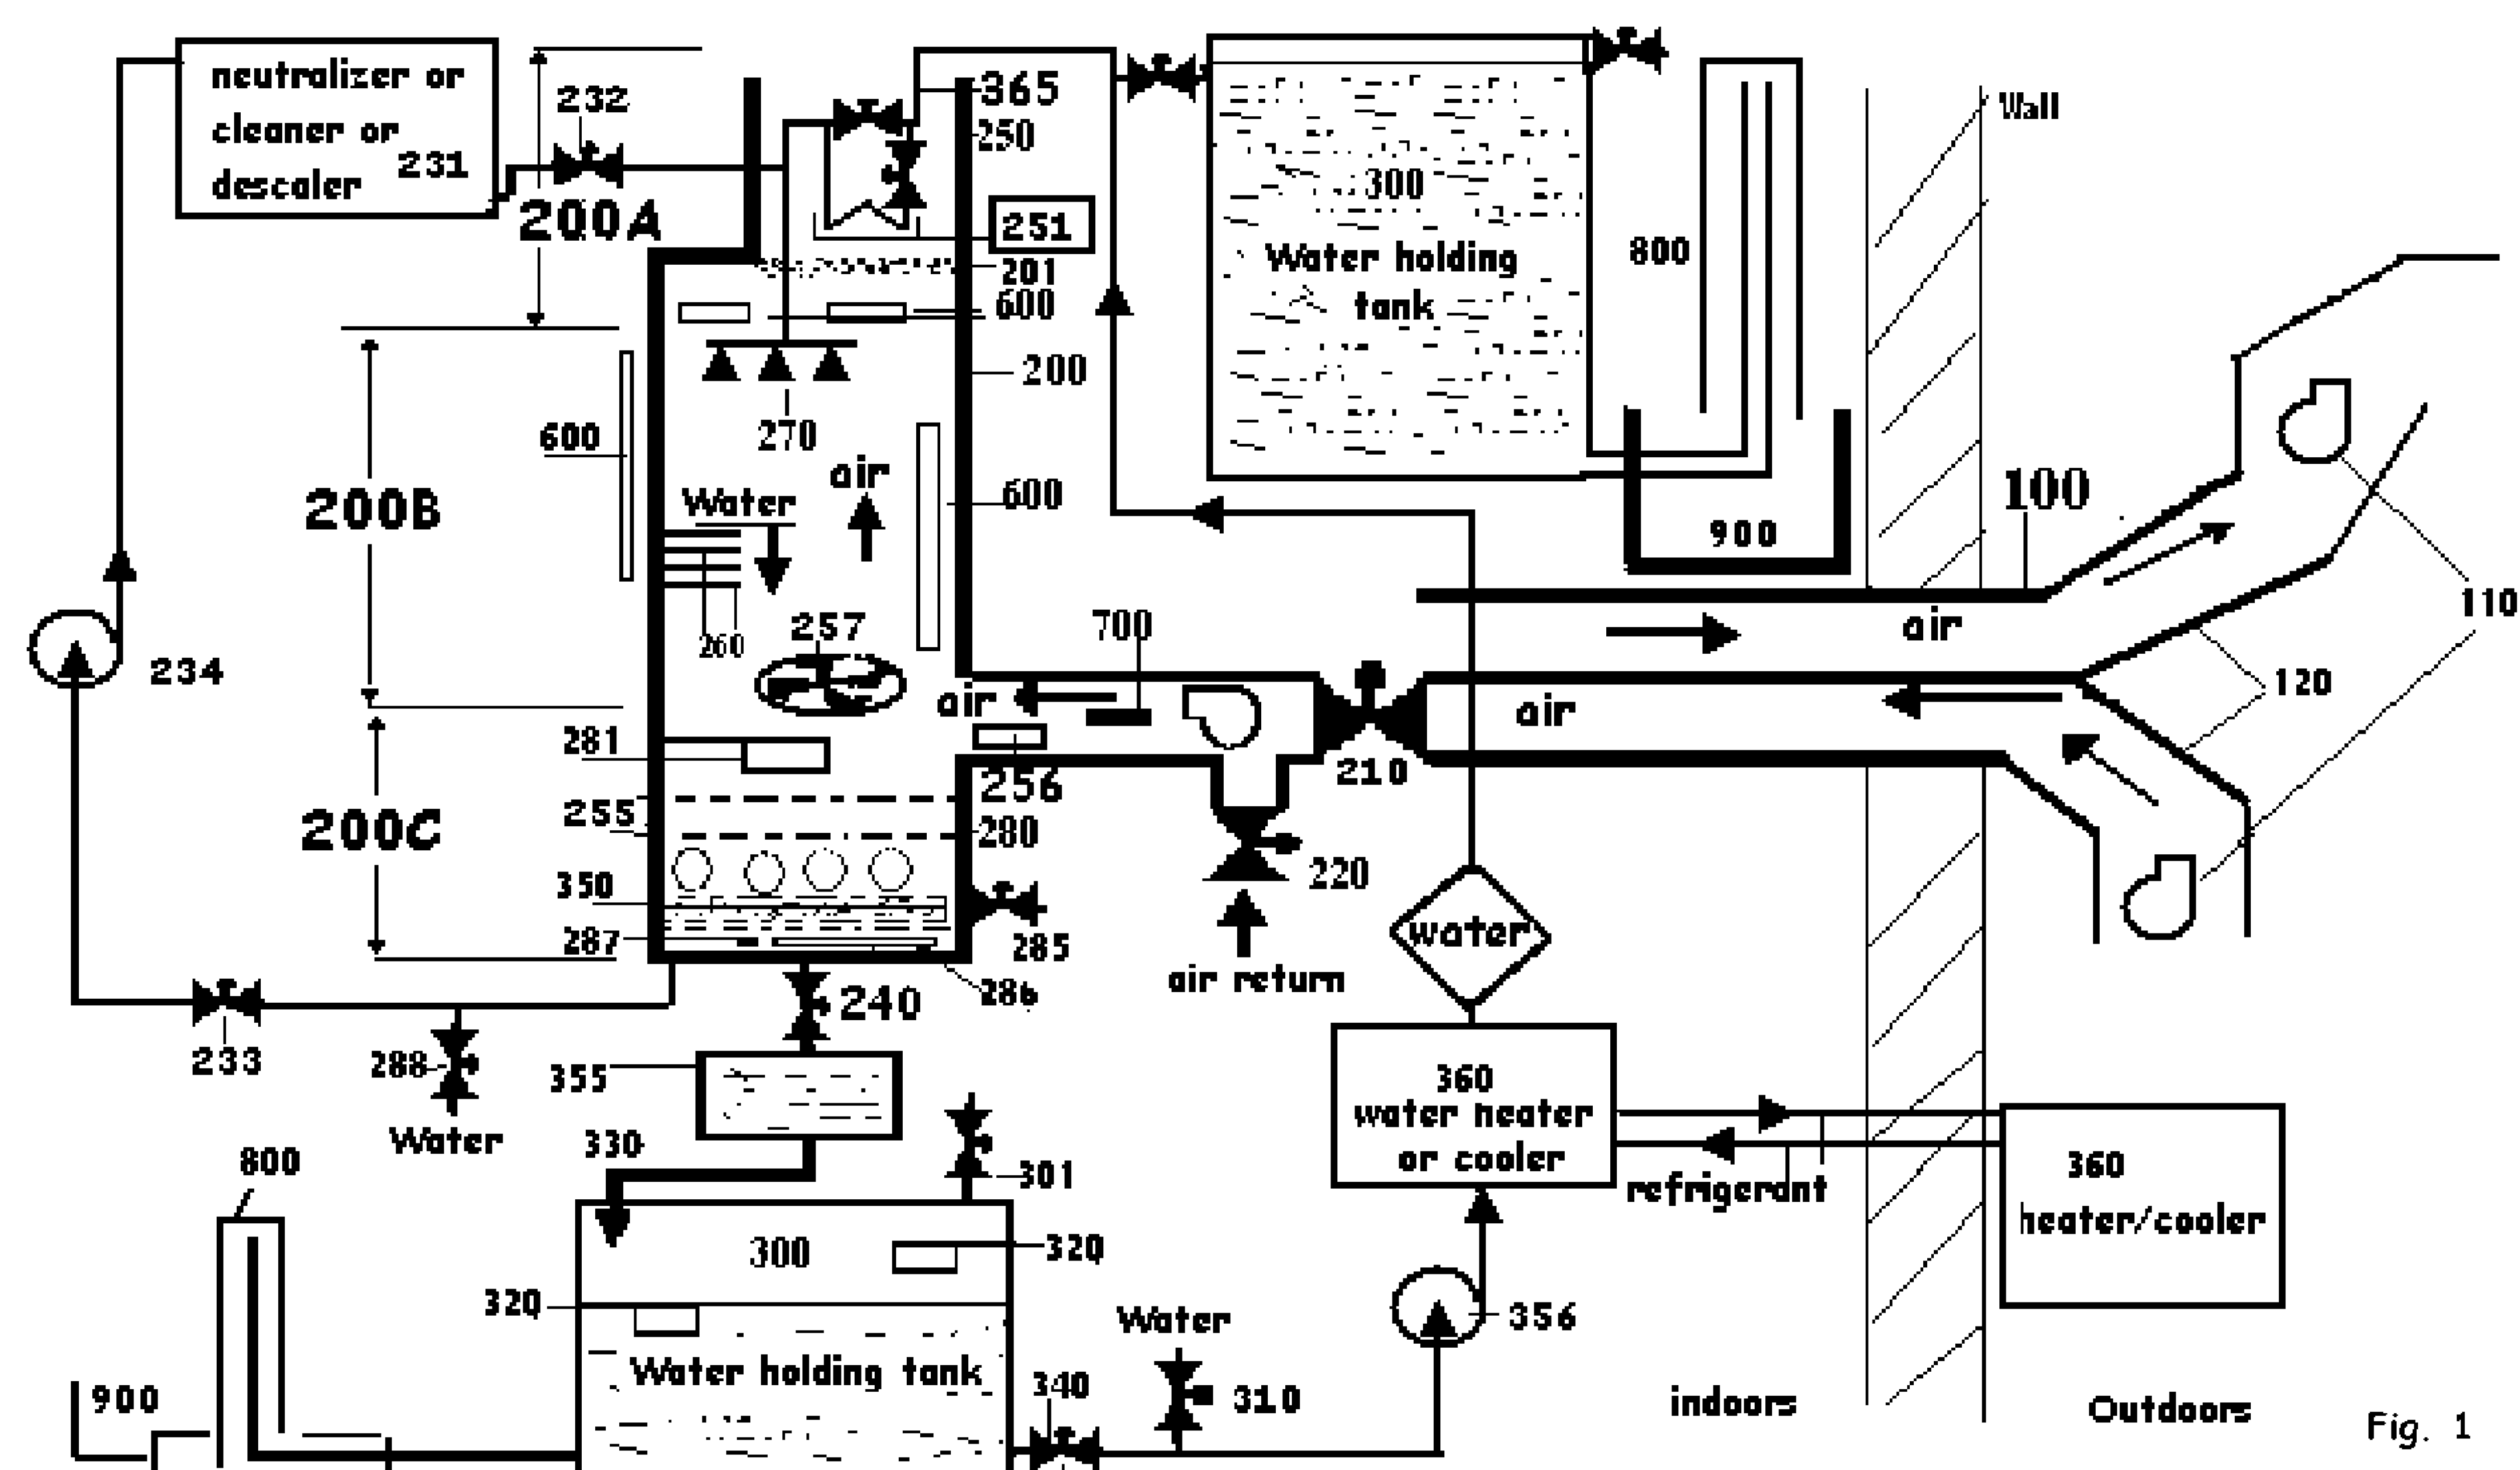 neutralizer or
cleaner or
descaler 231
232
200A
365
250
251
201
600
200
300
Water holding
tank
800
Wall
270
600
air
Water
600
200B
260
257
700
900
100
air
110
234
air
air
120
281
256
210
255
280
200C
220
350
287
285
286
air return
water
240
233
288
Water
355
360
water heater
or cooler
refrigerant
360
heater/cooler
330
301
800
300
320
320
356
Water
Water holding tank
340
310
900
indoors
Outdoors
Fig. 1